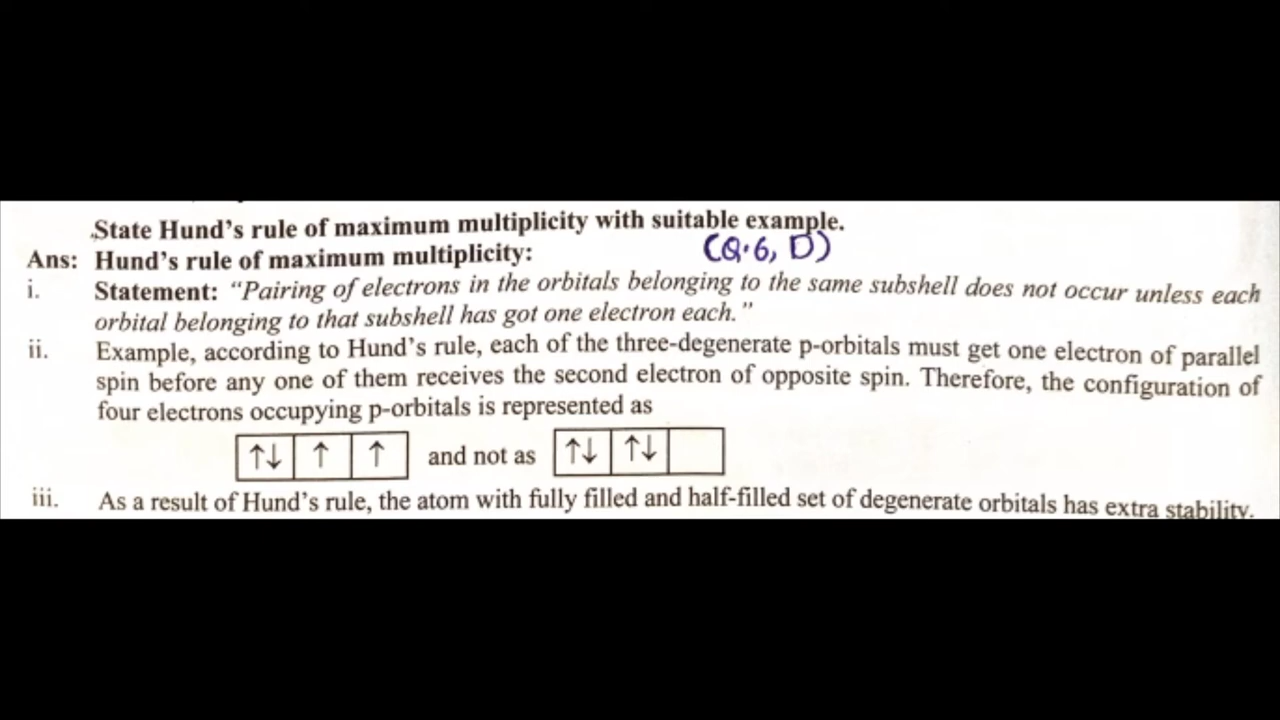 State Hund's rule of maximum multiplicity with suitable example.
Ans: Hund's rule of maximum multiplicity: (Q.6, D)
i. Statement: "Pairing of electrons in the orbitals belonging to the same subshell does not occur unless each
orbital belonging to that subshell has got one electron each."
ii. Example, according to Hund's rule, each of the three-degenerate p-orbitals must get one electron of parallel
spin before any one of them receives the second electron of opposite spin. Therefore, the configuration of
four electrons occupying p-orbitals is represented as
↑↓ ↑ ↑ and not as ↑↓ ↑↓
iii. As a result of Hund's rule, the atom with fully filled and half-filled set of degenerate orbitals has extra stability.